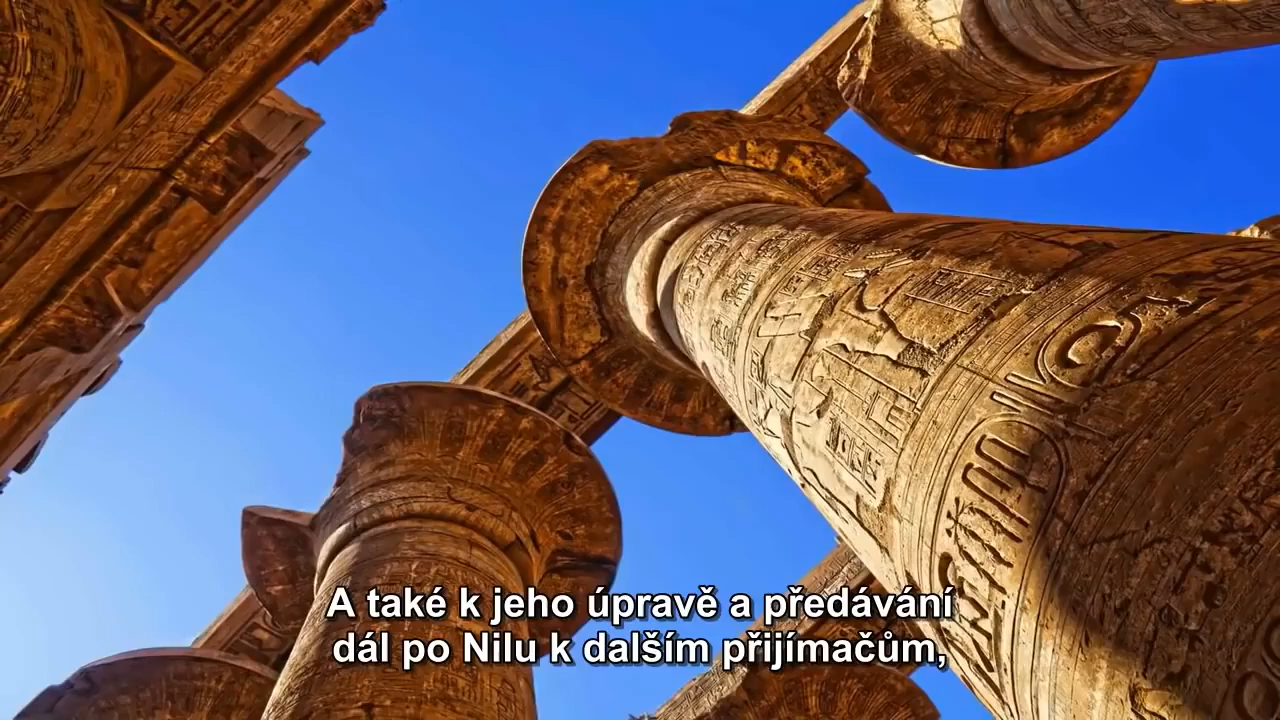 A také k jeho úpravě a předávání
dál po Nilu k dalším přijímačům,